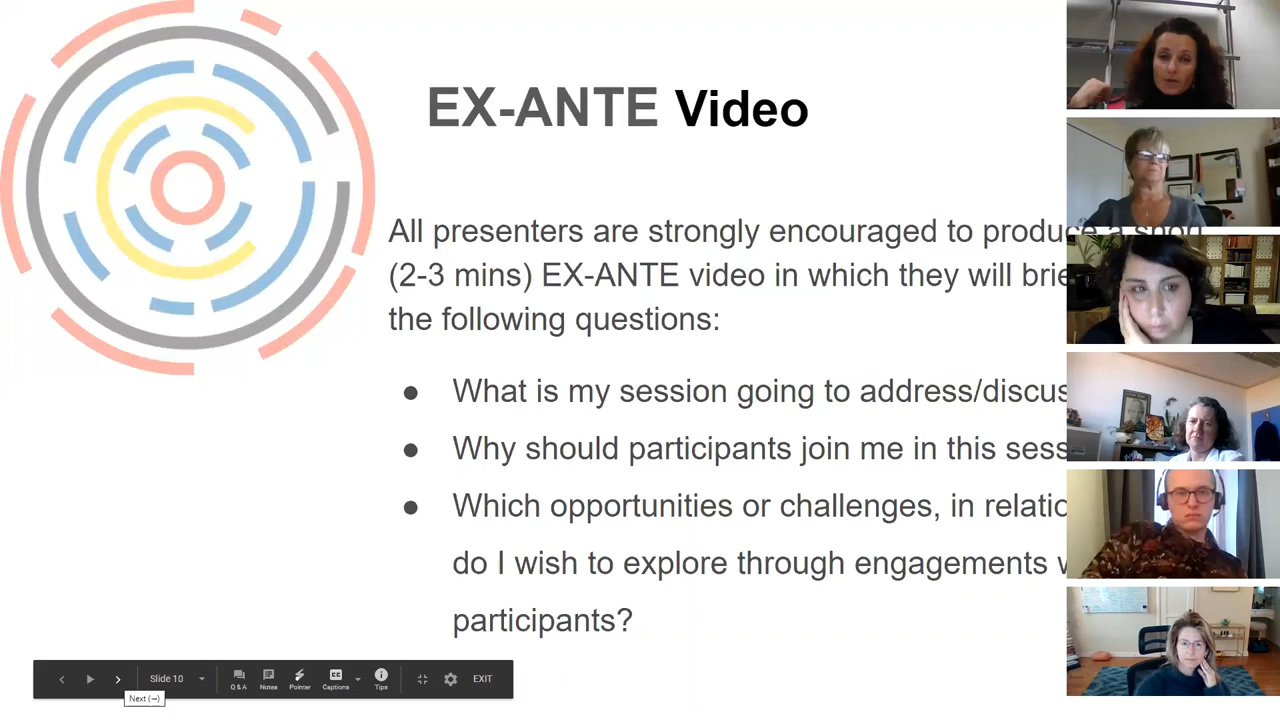 EX-ANTE Video
All presenters are strongly encouraged to produce a short
(2-3 mins) EX-ANTE video in which they will brie
the following questions:
● What is my session going to address/discus
● Why should participants join me in this sess
● Which opportunities or challenges, in relatio
do I wish to explore through engagements w
participants?
Slide 10
Q & A
Notes
Pointer
Captions
Tips
EXIT
Next (→)